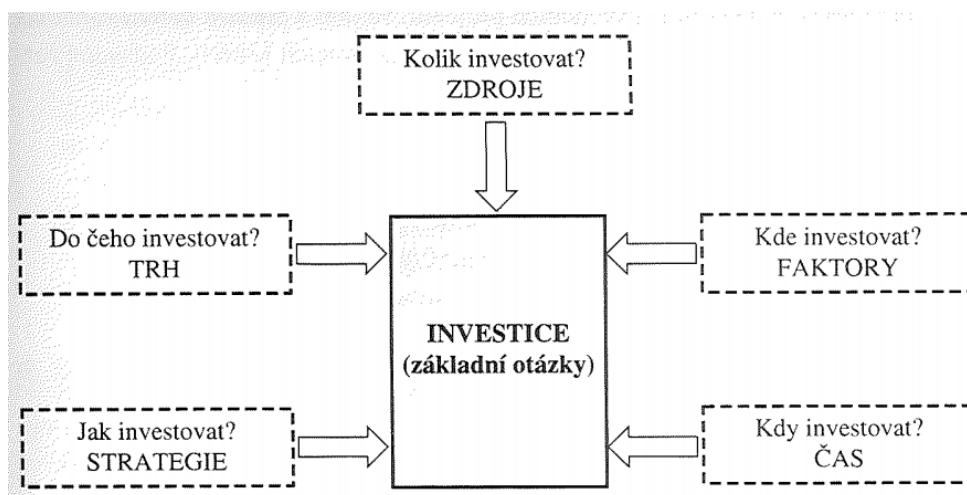 Kolik investovat?
ZDROJE
Do čeho investovat?
TRH
Kde investovat?
FAKTORY
INVESTICE
(základní otázky)
Jak investovat?
STRATEGIE
Kdy investovat?
ČAS